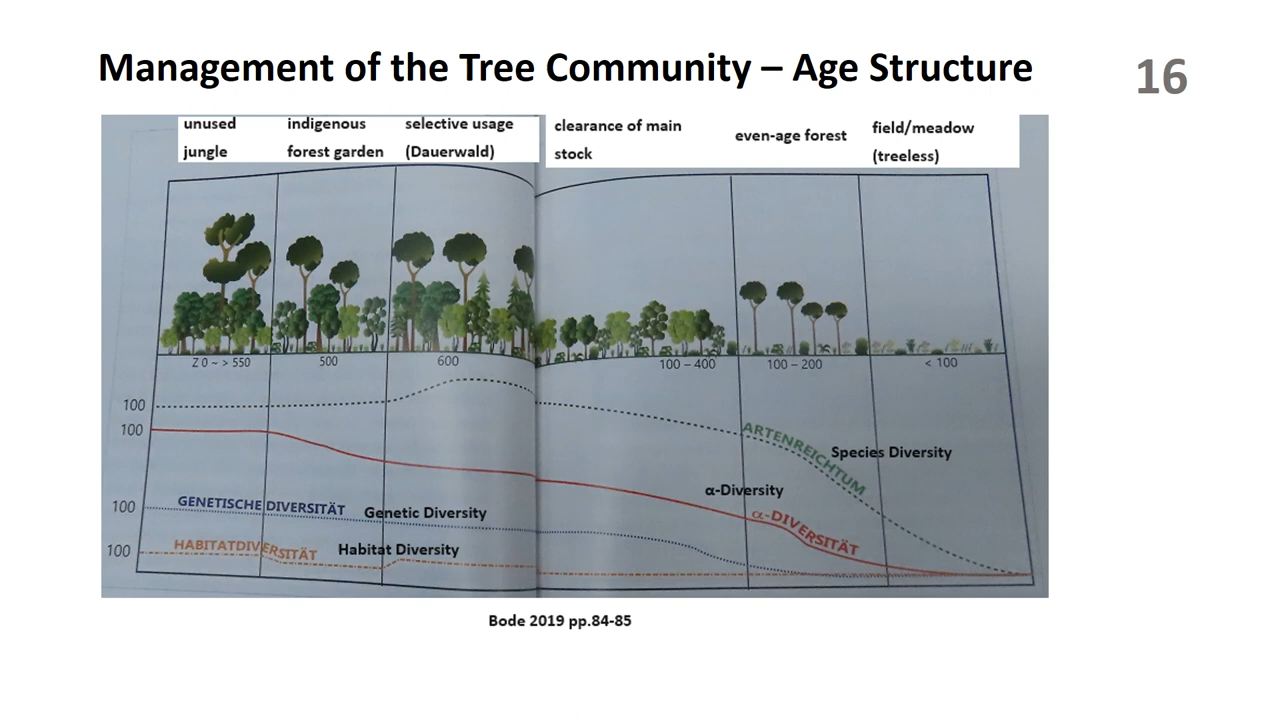 Management of the Tree Community – Age Structure
16
unused
jungle
indigenous
forest garden
selective usage
(Dauerwald)
clearance of main
stock
even-age forest
field/meadow
(treeless)
Z 0 ~ > 550
500
600
100 – 400
100 – 200
< 100
100
100
ARTENREICHTUM
Species Diversity
α-Diversity
α-DIVERSITÄT
100
GENETISCHE DIVERSITÄT
Genetic Diversity
100
HABITATDIVERSITÄT
Habitat Diversity
Bode 2019 pp.84-85